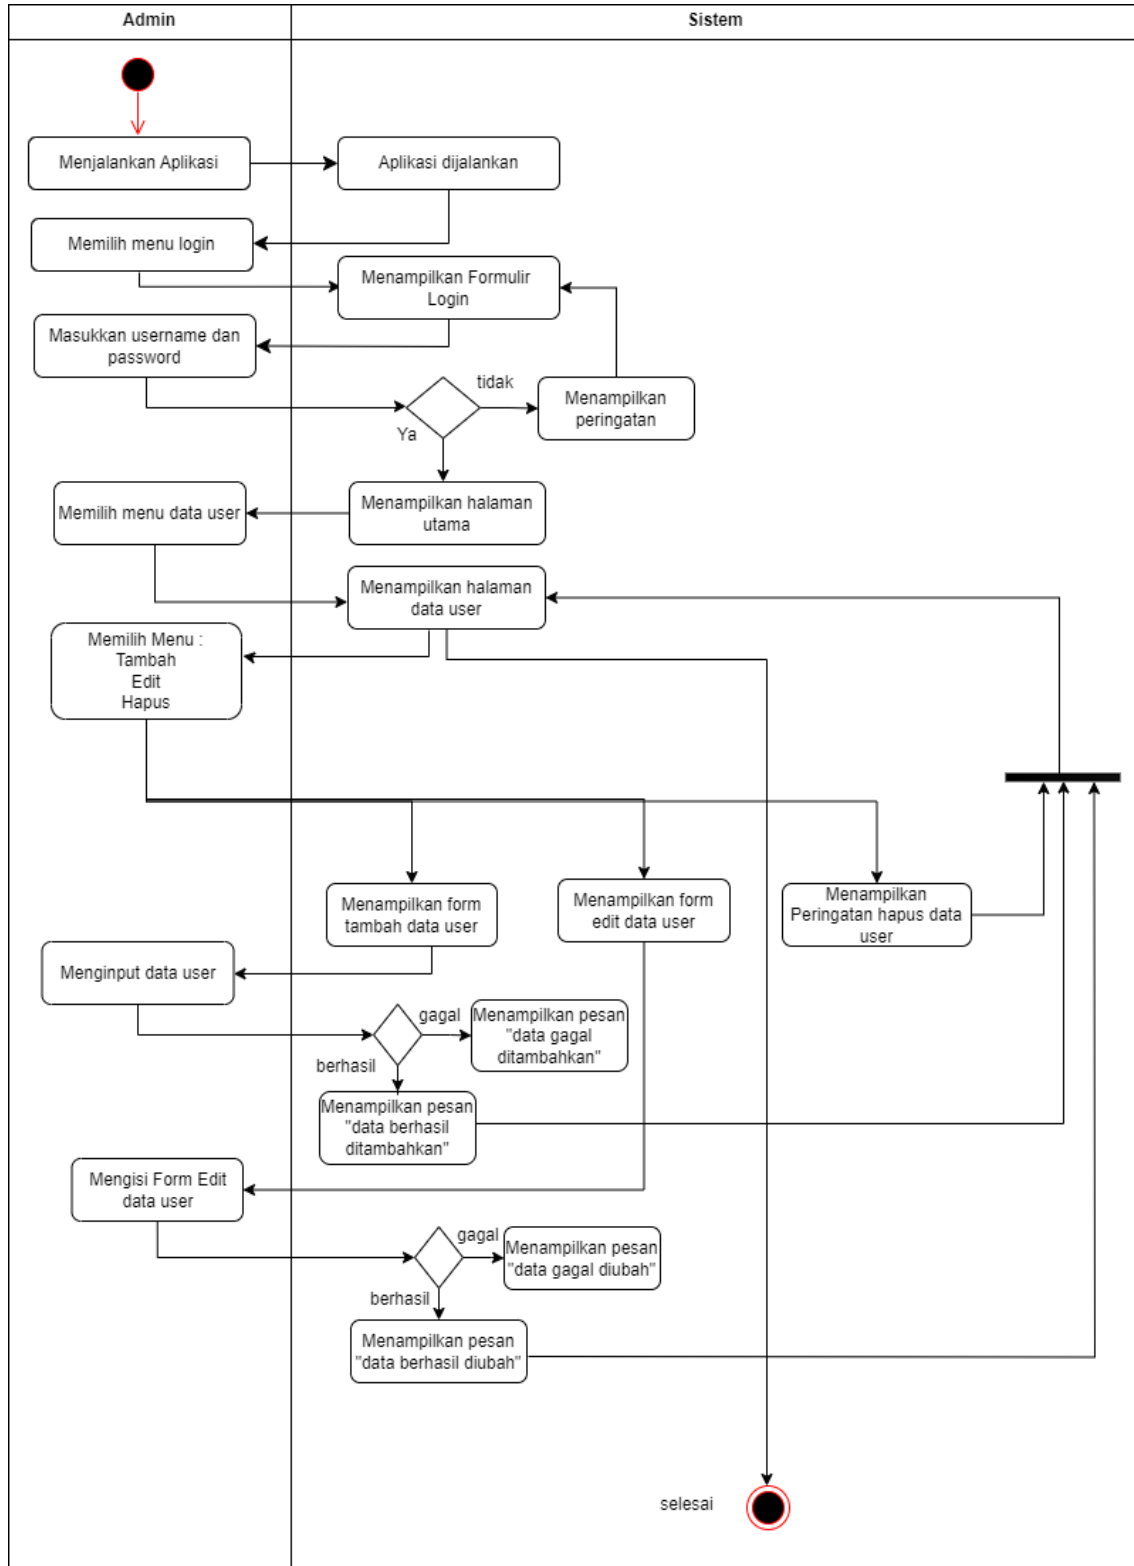 Admin
Sistem
Menjalankan Aplikasi
Aplikasi dijalankan
Memilih menu login
Menampilkan Formulir
Login
Masukkan username dan
password
tidak
Menampilkan
peringatan
Ya
Memilih menu data user
Menampilkan halaman
utama
Menampilkan halaman
data user
Memilih Menu :
Tambah
Edit
Hapus
Menampilkan form
tambah data user
Menampilkan form
edit data user
Menampilkan
Peringatan hapus data
user
Menginput data user
gagal
Menampilkan pesan
"data gagal
ditambahkan"
berhasil
Menampilkan pesan
"data berhasil
ditambahkan"
Mengisi Form Edit
data user
gagal
Menampilkan pesan
"data gagal diubah"
berhasil
Menampilkan pesan
"data berhasil diubah"
selesai